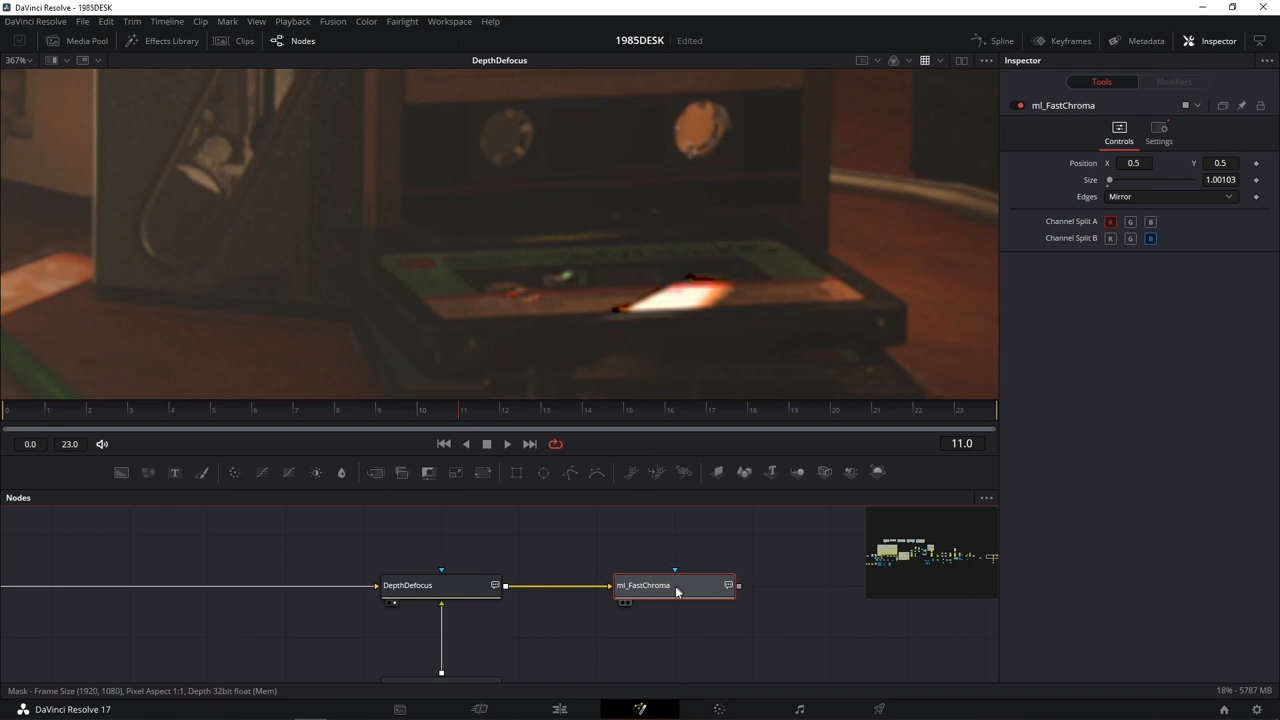 DaVinci Resolve - 1985DESK
DaVinci Resolve File Edit Trim Timeline Clip Mark View Playback Fusion Color Fairlight Workspace Help
Media Pool Effects Library Clips Nodes 1985DESK Edited Spline Keyframes Metadata Inspector
367% DepthDefocus Inspector
Tools Modifiers
ml_FastChroma
Controls Settings
Position X 0.5 Y 0.5
Size 1.00103
Edges Mirror
Channel Split A R G B
Channel Split B R G B
0 1 2 3 4 5 6 7 8 9 10 11 12 13 14 15 16 17 18 19 20 21 22 23
0.0 23.0 11.0
Nodes
DepthDefocus ml_FastChroma
Mask - Frame Size (1920, 1080), Pixel Aspect 1:1, Depth 32bit float (Mem) 18% - 5787 MB
DaVinci Resolve 17